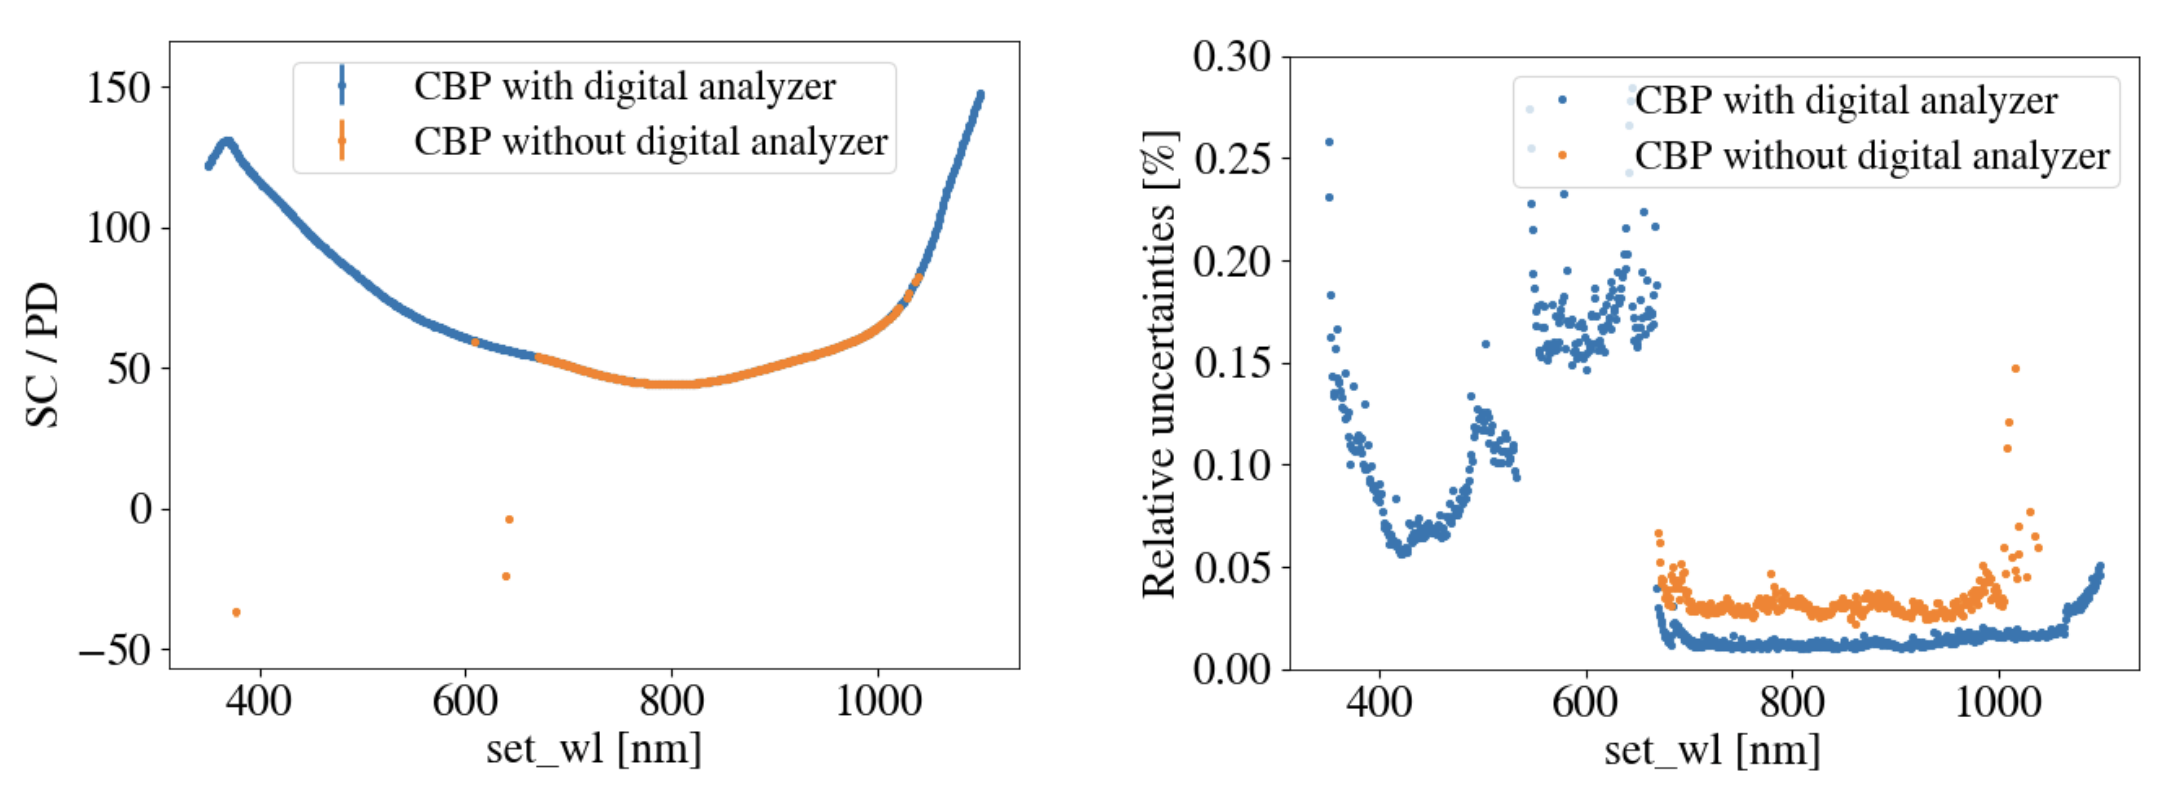 150
100
50
0
−50
SC / PD
400 600 800 1000
set_wl [nm]
CBP with digital analyzer
CBP without digital analyzer
0.30
0.25
0.20
0.15
0.10
0.05
0.00
Relative uncertainties [%]
400 600 800 1000
set_wl [nm]
CBP with digital analyzer
CBP without digital analyzer